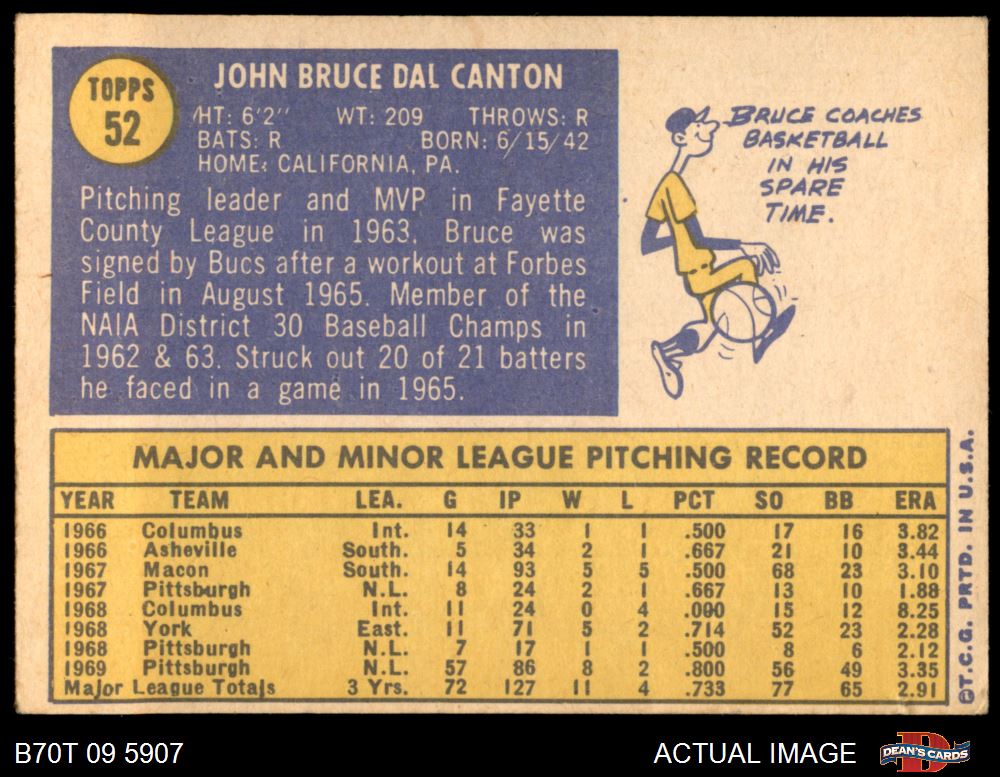 TOPPS
52
JOHN BRUCE DAL CANTON
HT: 6'2" WT: 209 THROWS: R
BATS: R BORN: 6/15/42
HOME: CALIFORNIA, PA.
Pitching leader and MVP in Fayette
County League in 1963. Bruce was
signed by Bucs after a workout at Forbes
Field in August 1965. Member of the
NAIA District 30 Baseball Champs in
1962 & 63. Struck out 20 of 21 batters
he faced in a game in 1965.
BRUCE COACHES
BASKETBALL
IN HIS
SPARE
TIME.
MAJOR AND MINOR LEAGUE PITCHING RECORD
YEAR TEAM LEA. G IP W L PCT SO BB ERA
1966 Columbus Int. 14 33 1 1 .500 17 16 3.82
1966 Asheville South. 5 34 2 1 .667 21 10 3.44
1967 Macon South. 14 93 5 5 .500 68 23 3.10
1967 Pittsburgh N.L. 8 24 2 1 .667 13 10 1.88
1968 Columbus Int. 11 24 0 4 .000 15 12 8.25
1968 York East. 11 71 5 2 .714 52 23 2.28
1968 Pittsburgh N.L. 7 17 1 1 .500 8 6 2.12
1969 Pittsburgh N.L. 57 86 8 2 .800 56 49 3.35
Major League Totals 3 Yrs. 72 127 11 4 .733 77 65 2.91
©T.C.G. PRTD. IN U.S.A.
B70T 09 5907
ACTUAL IMAGE
DEAN'S CARDS